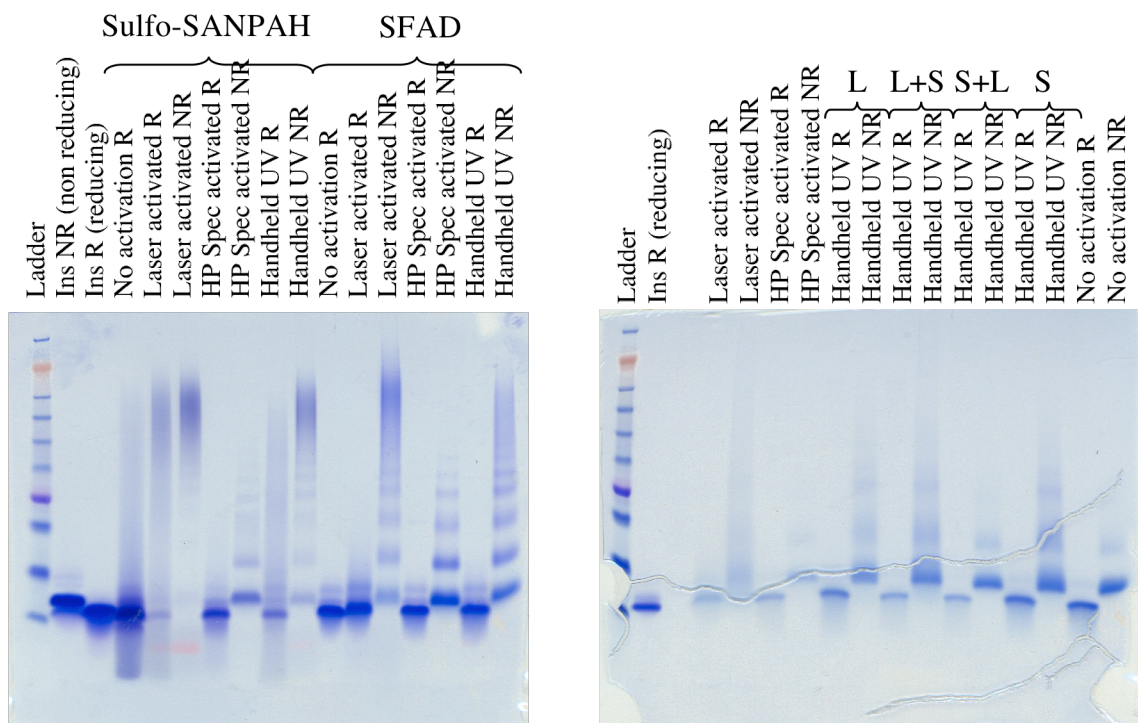 Sulfo-SANPAH
SFAD
Ladder
Ins NR (non reducing)
Ins R (reducing)
No activation R
Laser activated R
Laser activated NR
HP Spec activated R
HP Spec activated NR
Handheld UV R
Handheld UV NR
No activation R
Laser activated R
Laser activated NR
HP Spec activated R
HP Spec activated NR
Handheld UV R
Handheld UV NR
L
L+S
S+L
S
Ladder
Ins R (reducing)
Laser activated R
Laser activated NR
HP Spec activated R
HP Spec activated NR
Handheld UV R
Handheld UV NR
Handheld UV R
Handheld UV NR
Handheld UV R
Handheld UV NR
Handheld UV R
Handheld UV NR
No activation R
No activation NR